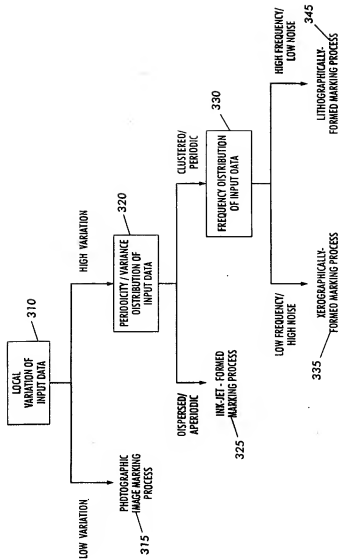 310
LOCAL
VARIATION OF
INPUT DATA
LOW VARIATION
HIGH VARIATION
PHOTOGRAPHIC
IMAGE MARKING
PROCESS
315
320
PERIODICITY / VARIANCE
DISTRIBUTION OF
INPUT DATA
DISPERSED/
APERIODIC
CLUSTERED/
PERIODIC
INK-JET - FORMED
MARKING PROCESS
325
330
FREQUENCY DISTRIBUTION
OF INPUT DATA
LOW FREQUENCY/
HIGH NOISE
HIGH FREQUENCY/
LOW NOISE
XEROGRAPHICALLY-
FORMED MARKING PROCESS
335
LITHOGRAPHICALLY-
FORMED MARKING PROCESS
345